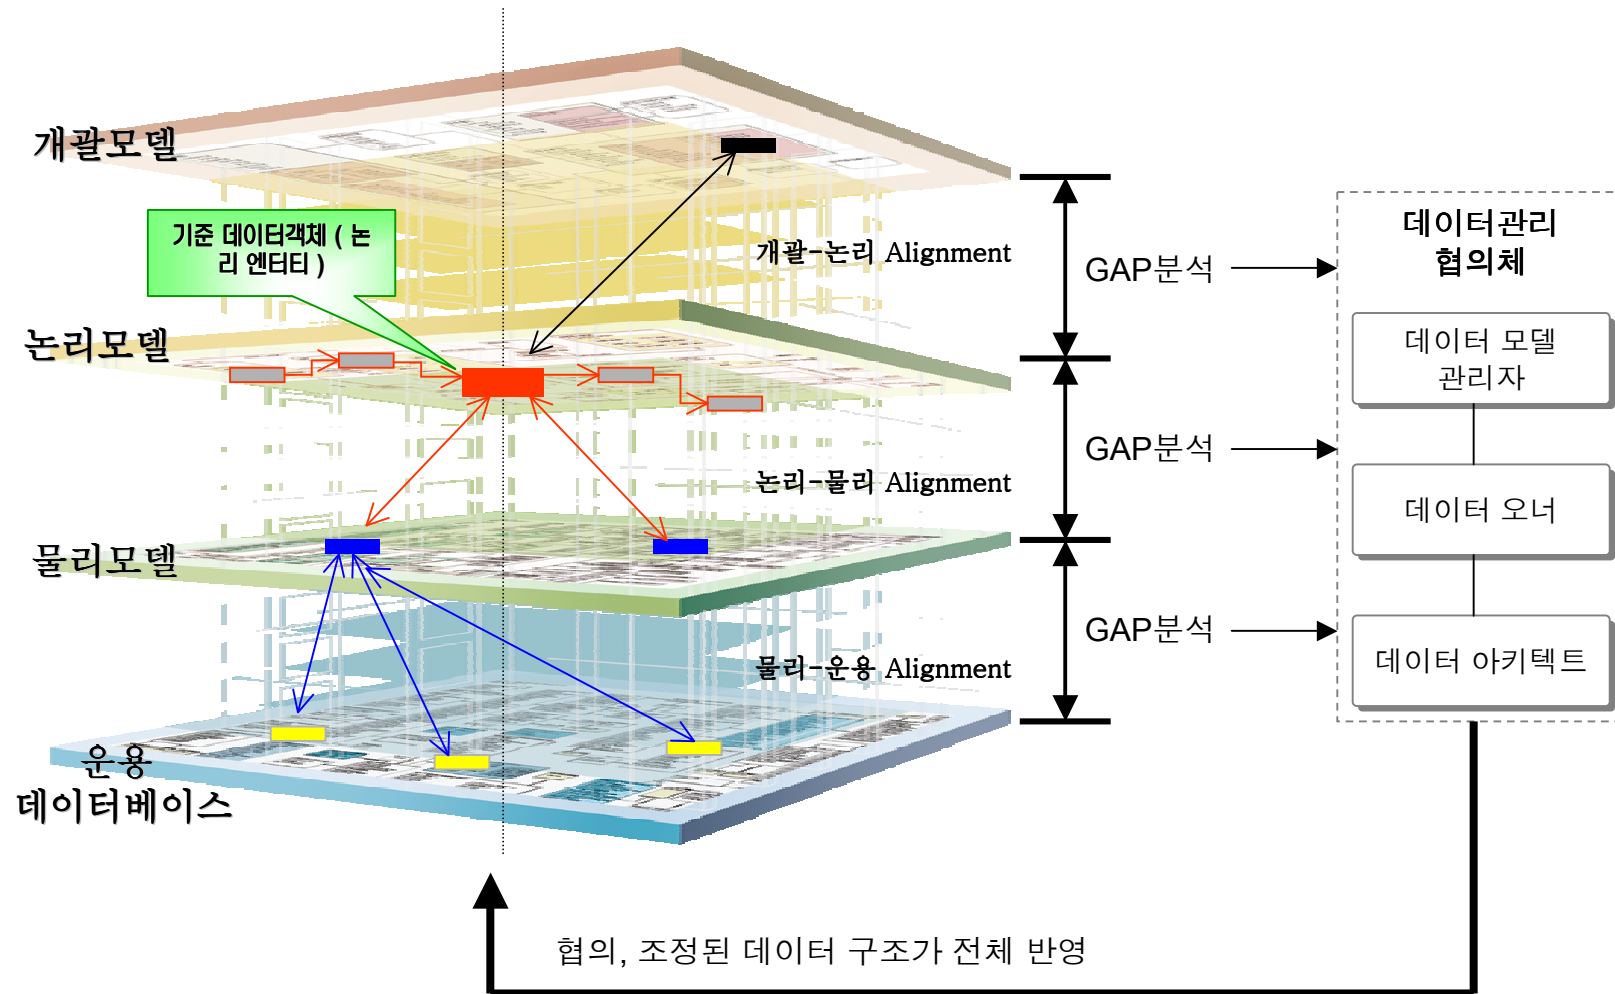 개괄모델
기준 데이터객체 ( 논
리 엔터티 )
논리모델
물리모델
운용
데이터베이스
개괄-논리 Alignment
논리-물리 Alignment
물리-운용 Alignment
GAP분석
GAP분석
GAP분석
데이터관리
협의체
데이터 모델
관리자
데이터 오너
데이터 아키텍트
협의, 조정된 데이터 구조가 전체 반영